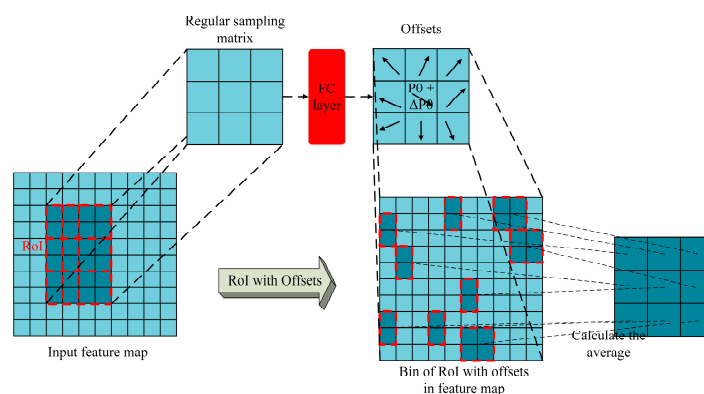 Regular sampling
matrix
Offsets
FC
layer
P0 +
ΔP0
RoI
RoI with Offsets
Input feature map
Calculate the
average
Bin of RoI with offsets
in feature map